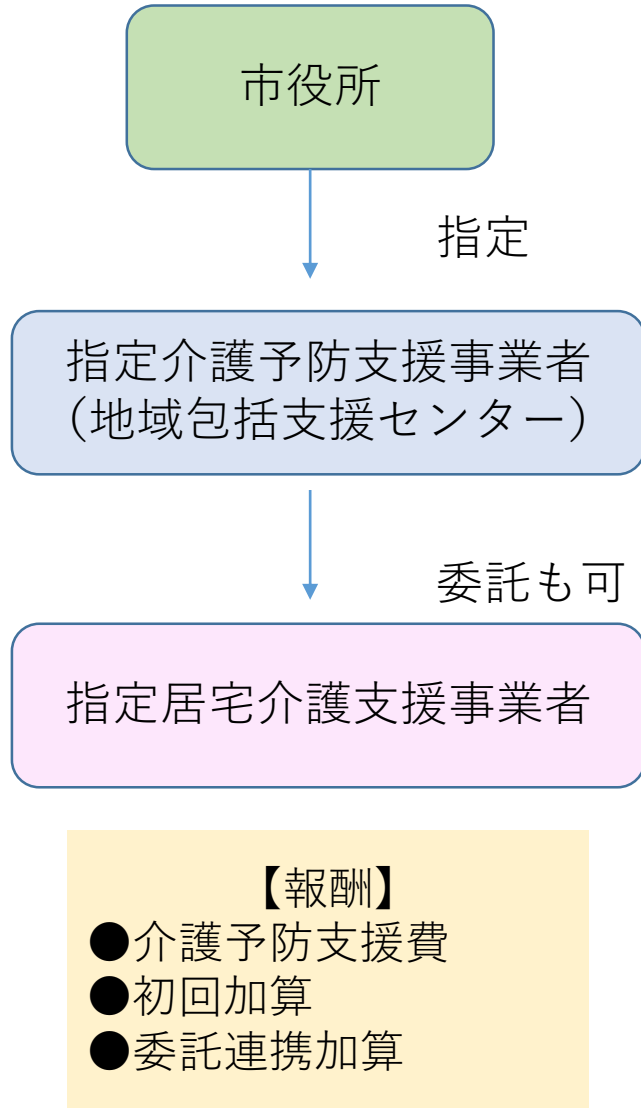 市役所
指定
指定介護予防支援事業者
（地域包括支援センター）
委託も可
指定居宅介護支援事業者
【報酬】
●介護予防支援費
●初回加算
●委託連携加算